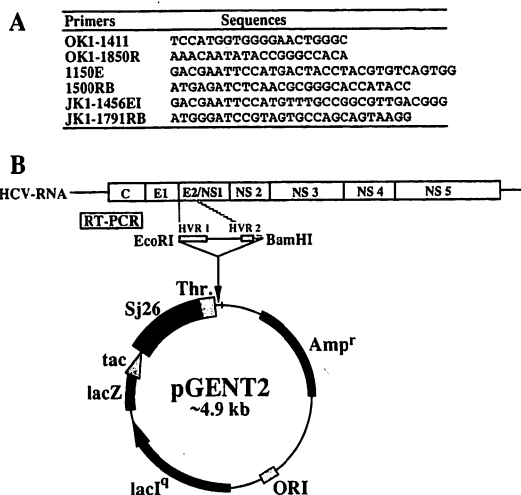 A
Primers Sequences
OK1-1411 TCCATGGTGGGGAACTGGGC
OK1-1850R AAACAATATACCGGGCCACA
1150E GACGAATTCCATGACTACCTACGTGTCAGTGG
1500RB ATGAGATCTCAACGCGGGCACCATACC
JK1-1456EI GACGAATTCCATGTTTGCCGGCGTTGACGGG
JK1-1791RB ATGGGATCCGTAGTGCCAGCAGTAAGG
B
HCV-RNA C E1 E2/NS1 NS 2 NS 3 NS 4 NS 5
RT-PCR
HVR 1 HVR 2
EcoRI BamHI
Thr.
Sj26
Ampr
tac
lacZ
pGENT2
~4.9 kb
lacIq
ORI